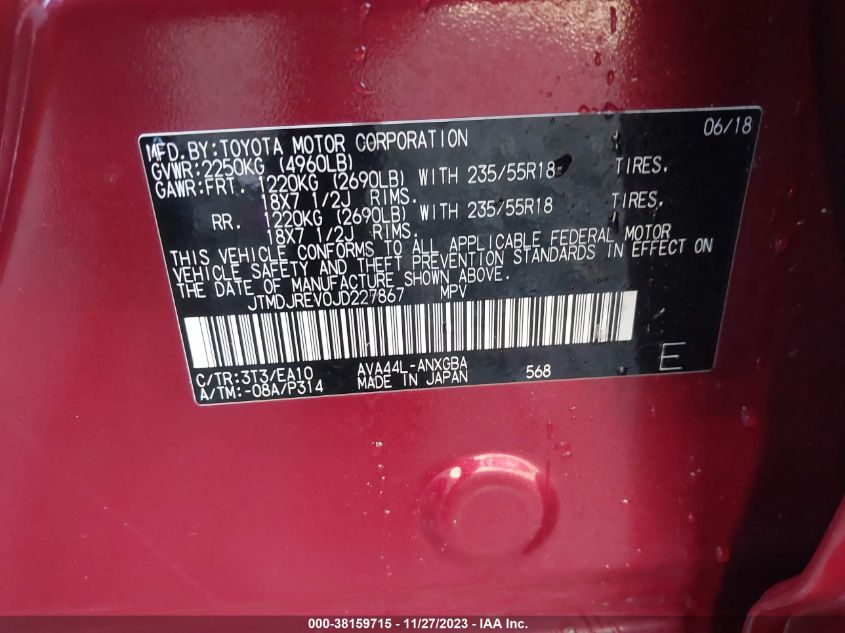 MFD.BY:TOYOTA MOTOR CORPORATION 06/18
GVWR:2250KG (4960LB)
GAWR:FRT. 1220KG (2690LB) WITH 235/55R18 TIRES,
18X7 1/2J RIMS.
RR. 1220KG (2690LB) WITH 235/55R18 TIRES,
18X7 1/2J RIMS.
THIS VEHICLE CONFORMS TO ALL APPLICABLE FEDERAL MOTOR
VEHICLE SAFETY AND THEFT PREVENTION STANDARDS IN EFFECT ON
THE DATE OF MANUFACTURE SHOWN ABOVE.
JTMDJREV0JD227867 MPV
C/TR:3T3/EA10 AVA44L-ANXGBA 568 E
A/TM:-08A/P314 MADE IN JAPAN
000-38159715 - 11/27/2023 - IAA Inc.